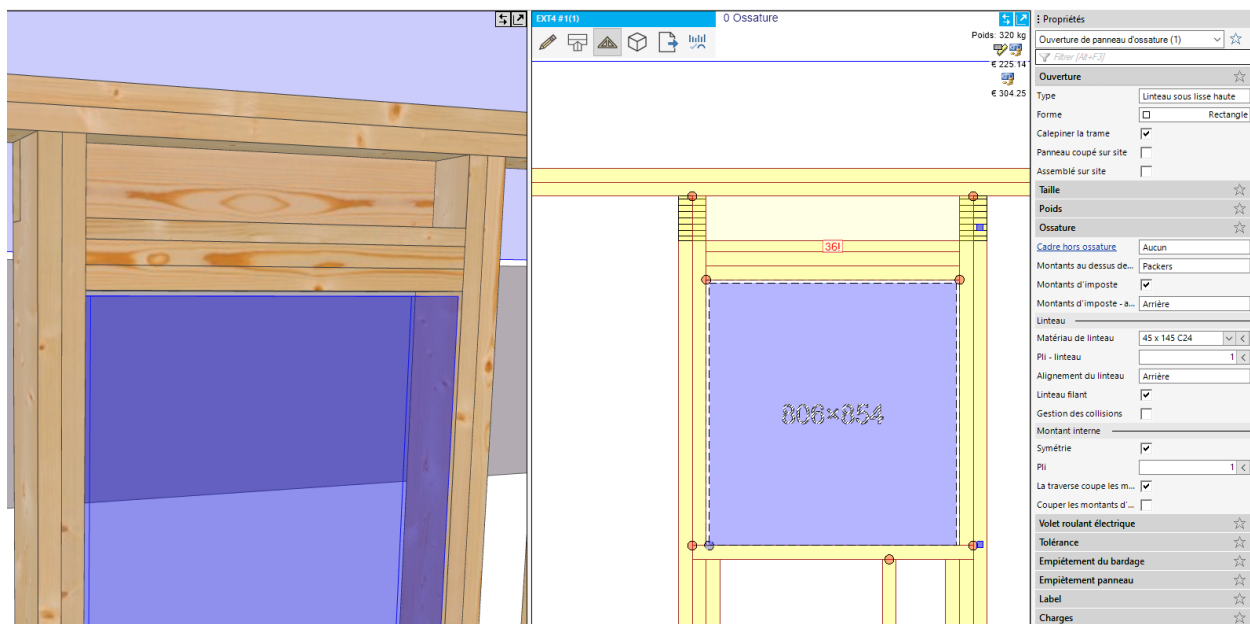 EXT4 #1(1)
0 Ossature
Poids: 320 kg
€ 225.14
€ 304.25
36
806×854
Propriétés
Ouverture de panneau d'ossature (1)
Filtrer (Alt+F3)
Ouverture
Type Linteau sous lisse haute
Forme Rectangle
Calepiner la trame
Panneau coupé sur site
Assemblé sur site
Taille
Poids
Ossature
Cadre hors ossature Aucun
Montants au dessus de... Packers
Montants d'imposte
Montants d'imposte - a... Arrière
Linteau
Matériau de linteau 45 x 145 C24
Pli - linteau 1
Alignement du linteau Arrière
Linteau filant
Gestion des collisions
Montant interne
Symétrie
Pli 1
La traverse coupe les m...
Couper les montants d'...
Volet roulant électrique
Tolérance
Empiétement du bardage
Empiètement panneau
Label
Charges